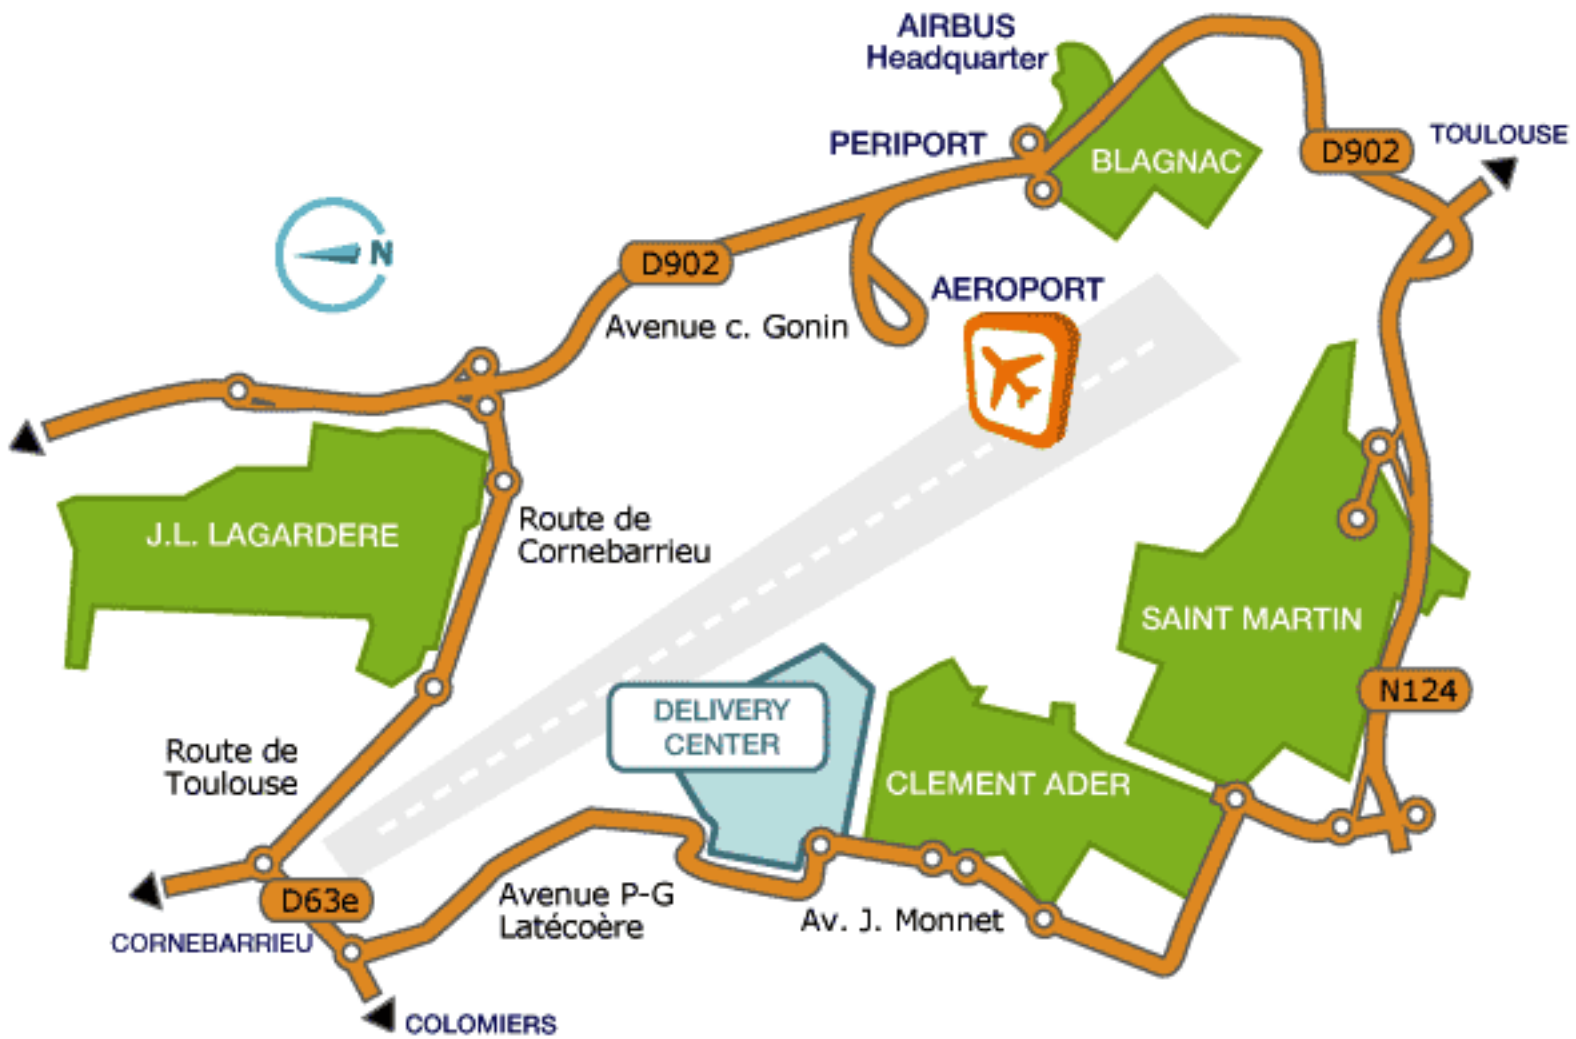 AIRBUS
Headquarter
PERIPORT
BLAGNAC
D902
TOULOUSE
N
D902
AEROPORT
Avenue c. Gonin
J.L. LAGARDERE
Route de
Cornebarrieu
SAINT MARTIN
N124
DELIVERY
CENTER
CLEMENT ADER
Route de
Toulouse
D63e
Avenue P-G
Latécoère
Av. J. Monnet
CORNEBARRIEU
COLOMIERS